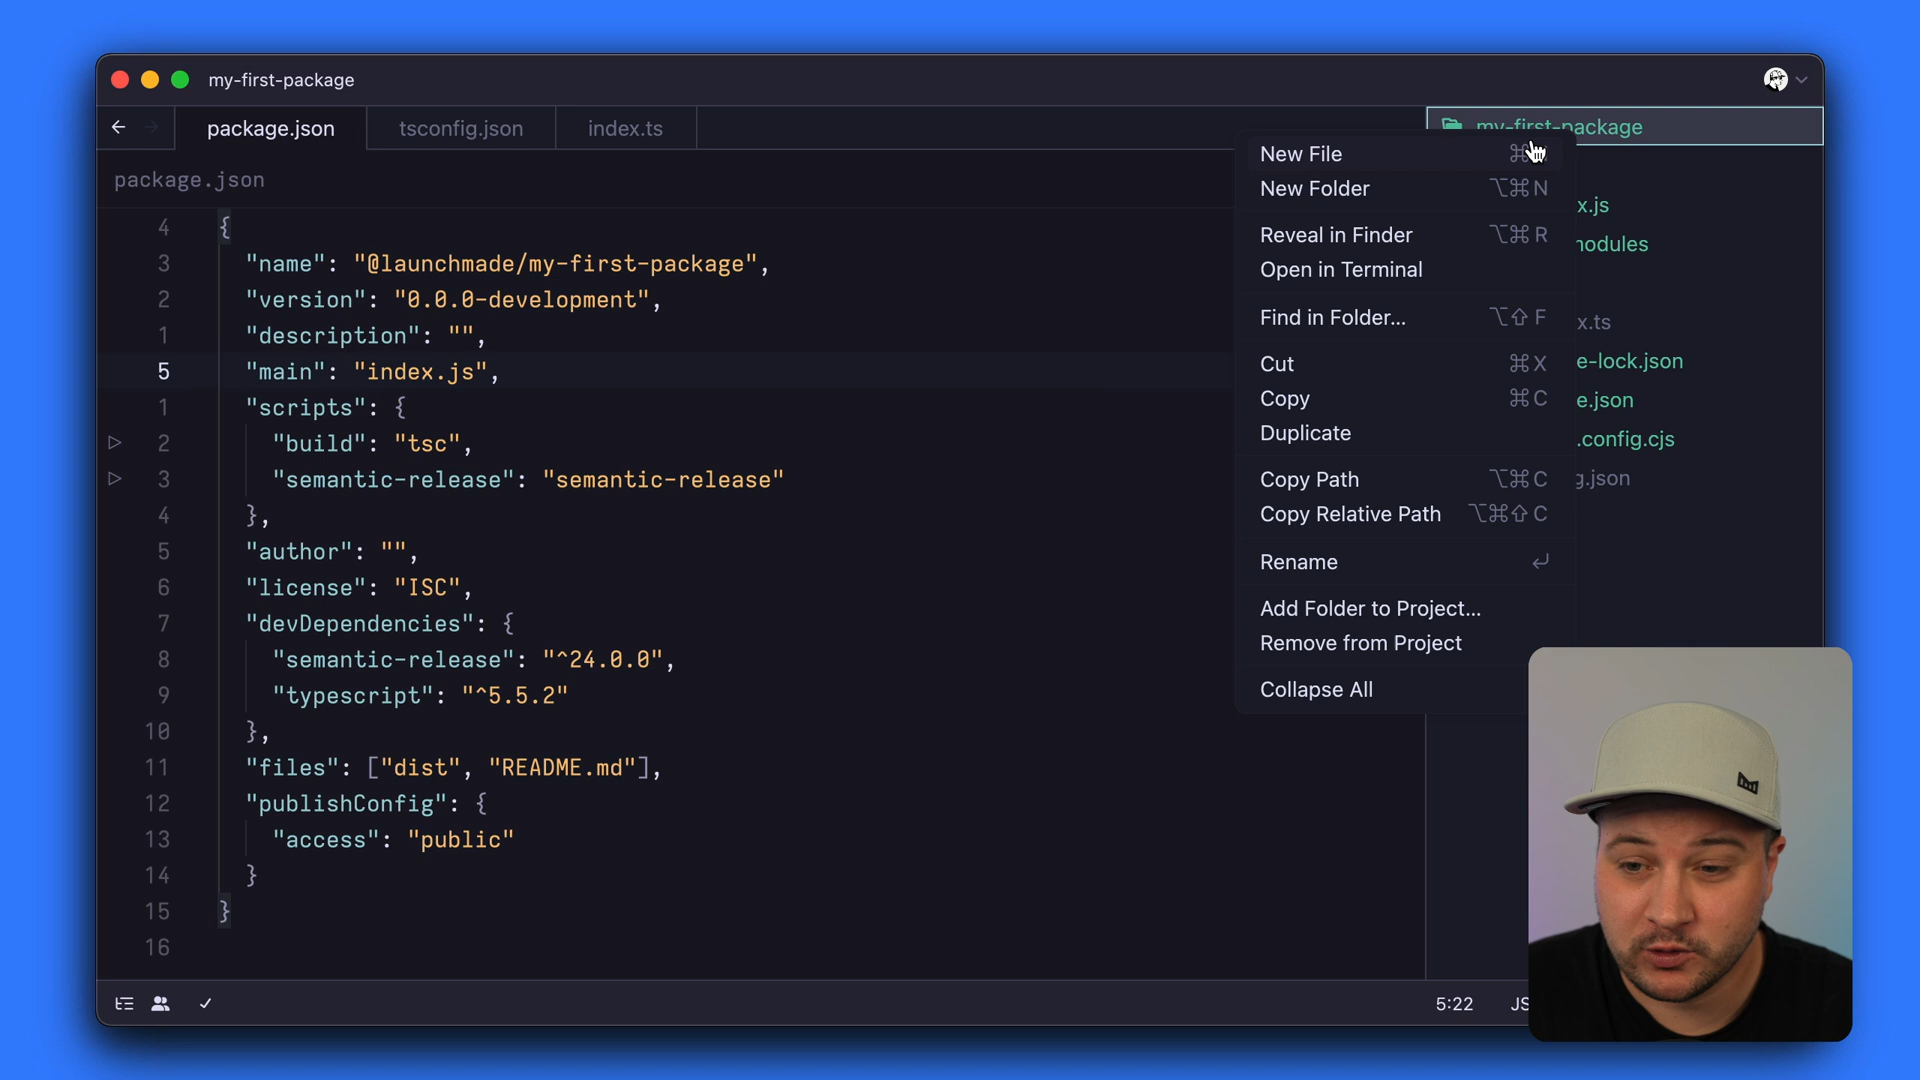 my-first-package
package.json
tsconfig.json
index.ts
my-first-package
package.json
4 {
3 "name": "@launchmade/my-first-package",
2 "version": "0.0.0-development",
1 "description": "",
5 "main": "index.js",
1 "scripts": {
2 "build": "tsc",
3 "semantic-release": "semantic-release"
4 },
5 "author": "",
6 "license": "ISC",
7 "devDependencies": {
8 "semantic-release": "^24.0.0",
9 "typescript": "^5.5.2"
10 },
11 "files": ["dist", "README.md"],
12 "publishConfig": {
13 "access": "public"
14 }
15 }
16
New File ⌘
New Folder ⌥⌘ N
Reveal in Finder ⌥⌘ R
Open in Terminal
Find in Folder... ⌥⇧ F
Cut ⌘ X
Copy ⌘ C
Duplicate
Copy Path ⌥⌘ C
Copy Relative Path ⌥⌘⇧ C
Rename ↵
Add Folder to Project...
Remove from Project
Collapse All
x.js
nodules
x.ts
e-lock.json
e.json
.config.cjs
g.json
5:22
JS